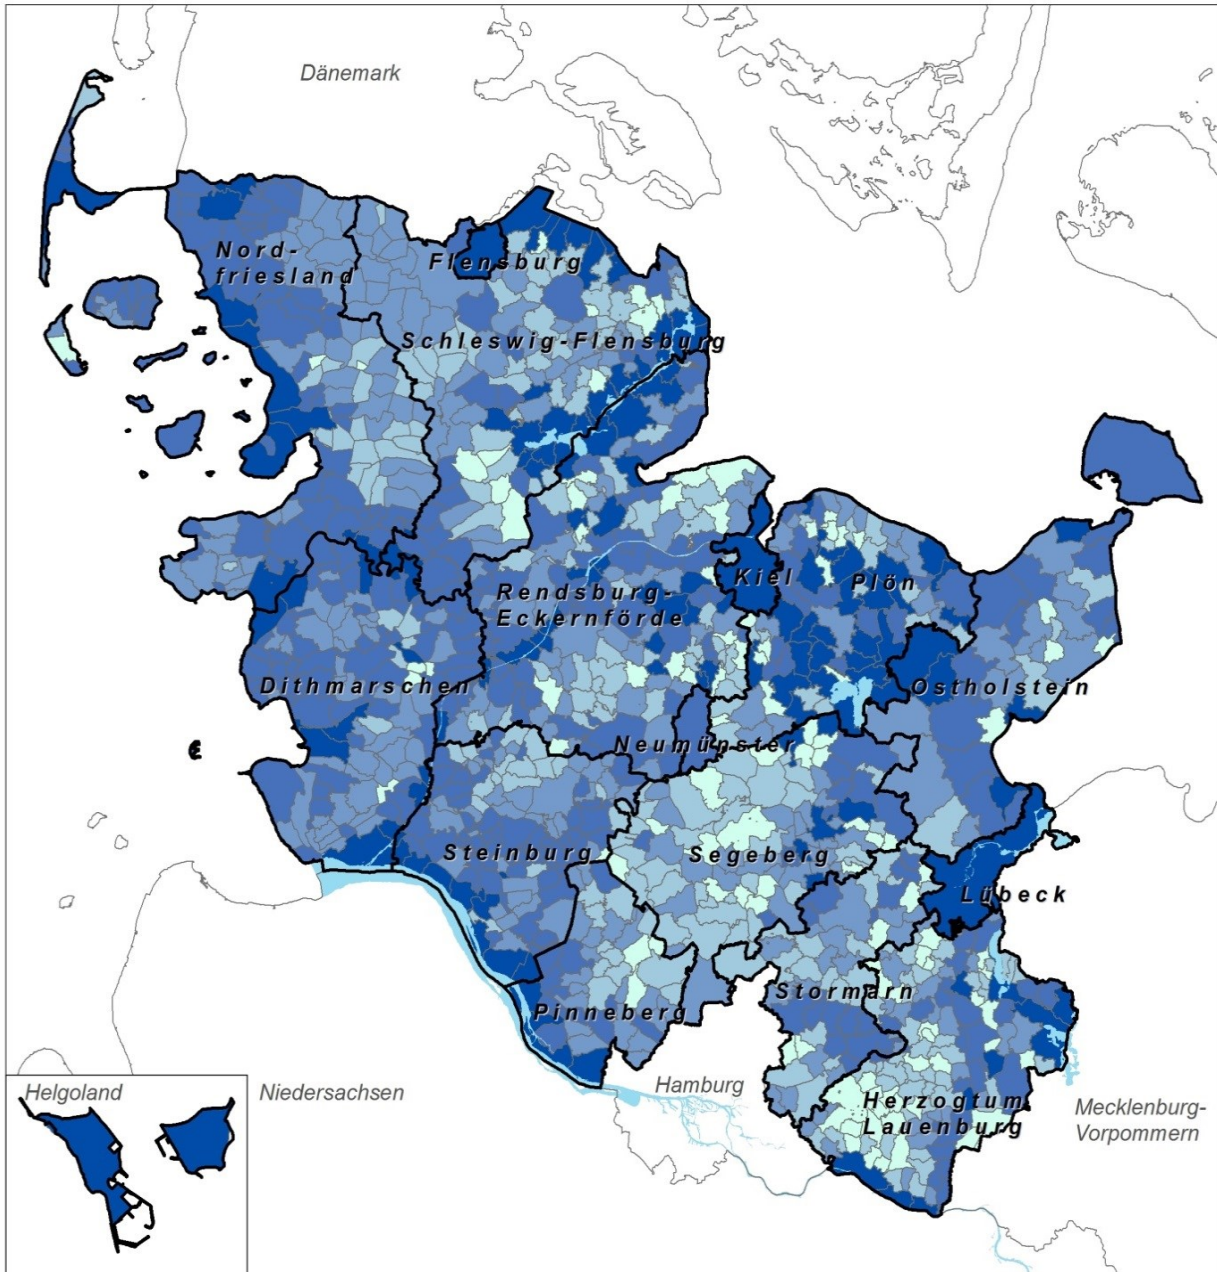 Dänemark
Nord-
friesland
Flensburg
Schleswig-Flensburg
Kiel
Plön
Rendsburg-
Eckernförde
Dithmarschen
Ostholstein
Neumünster
Steinburg
Segeberg
Lübeck
Stormarn
Pinneberg
Helgoland
Niedersachsen
Hamburg
Herzogtum
Lauenburg
Mecklenburg-
Vorpommern